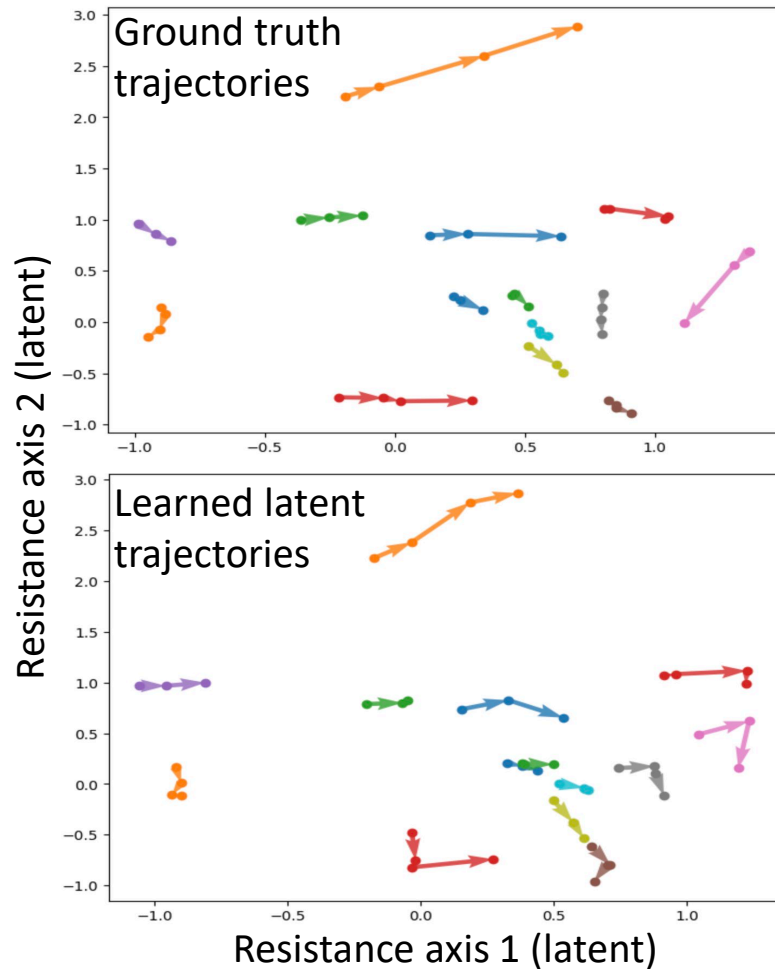 Ground truth
trajectories
3.0
2.5
2.0
1.5
1.0
0.5
0.0
−0.5
−1.0
−1.0 −0.5 0.0 0.5 1.0
Learned latent
trajectories
3.0
2.5
2.0
1.5
1.0
0.5
0.0
−0.5
−1.0
−1.0 −0.5 0.0 0.5 1.0
Resistance axis 2 (latent)
Resistance axis 1 (latent)